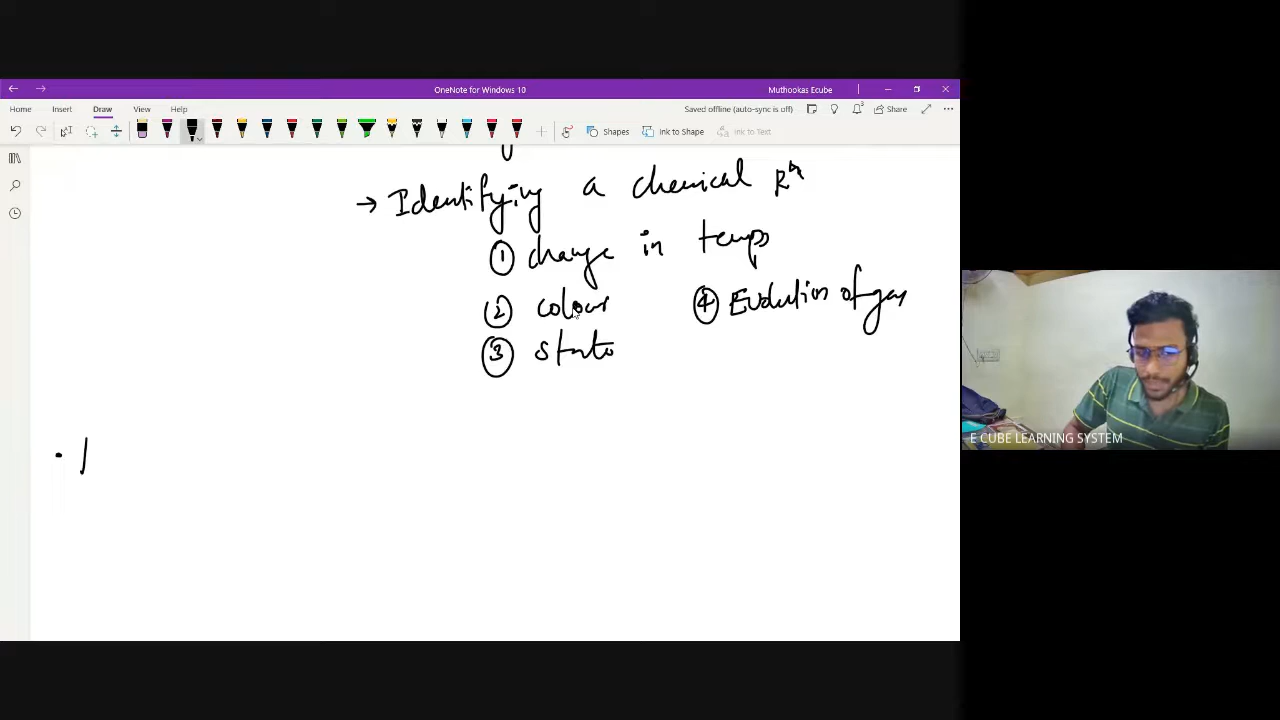 OneNote for Windows 10
Muthookas Ecube
Home Insert Draw View Help
Saved offline (auto-sync is off)
Share
Shapes
Ink to Shape
Ink to Text
→ Identifying a chemical Rn
① change in temp
② colour ④ Evolution of gas
③ state
E CUBE LEARNING SYSTEM